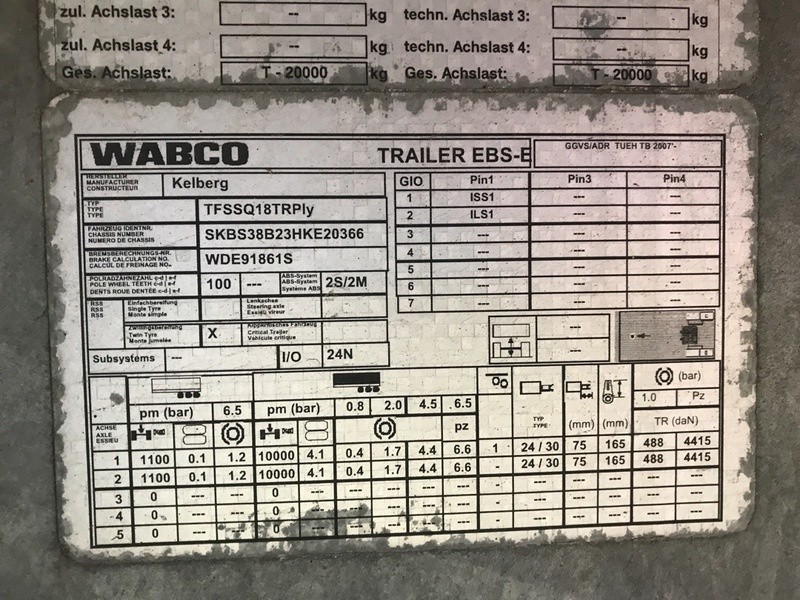 zul. Achslast 3: -- kg techn. Achslast 3: -- kg
zul. Achslast 4: -- kg techn. Achslast 4: -- kg
Ges. Achslast: T - 20000 kg Ges. Achslast: T - 20000 kg
WABCO TRAILER EBS-E GGVS/ADR TUEH TB 2007'-
HERSTELLER
MANUFACTURER
CONSTRUCTEUR
Kelberg
TYP
TYPE
TYPE
TFSSQ18TRPly
FAHRZEUG IDENTNR.
CHASSIS NUMBER
NUMERO DE CHASSIS
SKBS38B23HKE20366
BREMSBERECHNUNGS-NR.
BRAKE CALCULATION NO.
CALCUL DE FREINAGE NO.
WDE91861S
POLRADZÄHNEZAHL c-d | e-f
POLE WHEEL TEETH c-d | e-f
DENTS ROUE DENTÉE c-d | e-f
100 ---
ABS-System
ABS-System
Système ABS
2S/2M
RSS
RSS
RSS
Einfachbereifung
Single Tyre
Monte simple
Lenkachse
Steering axle
Essieu vireur
Zwillingsbereifung
Twin Tyre
Monte jumelée
X
Kippkritisches Fahrzeug
Critical Trailer
Véhicule critique
Subsystems --- I/O 24N
GIO Pin1 Pin3 Pin4
1 ISS1 --- ---
2 ILS1 --- ---
3 --- --- ---
4 --- --- ---
5 --- --- ---
6 --- --- ---
7 --- --- ---
---
---
ACHSE
AXLE
ESSIEU
pm (bar) 6.5 pm (bar) 0.8 2.0 4.5 6.5
pz
TYP
TYPE
(mm) (mm)
(bar)
1.0 Pz
TR (daN)
1 1100 0.1 1.2 10000 4.1 0.4 1.7 4.4 6.6 1 24 / 30 75 165 488 4415
2 1100 0.1 1.2 10000 4.1 0.4 1.7 4.4 6.6 - 24 / 30 75 165 488 4415
3 0 --- --- 0 --- --- --- --- --- - --- --- --- --- ---
4 0 --- --- 0 --- --- --- --- --- - --- --- --- --- ---
5 0 --- --- 0 --- --- --- --- --- - --- --- --- --- ---